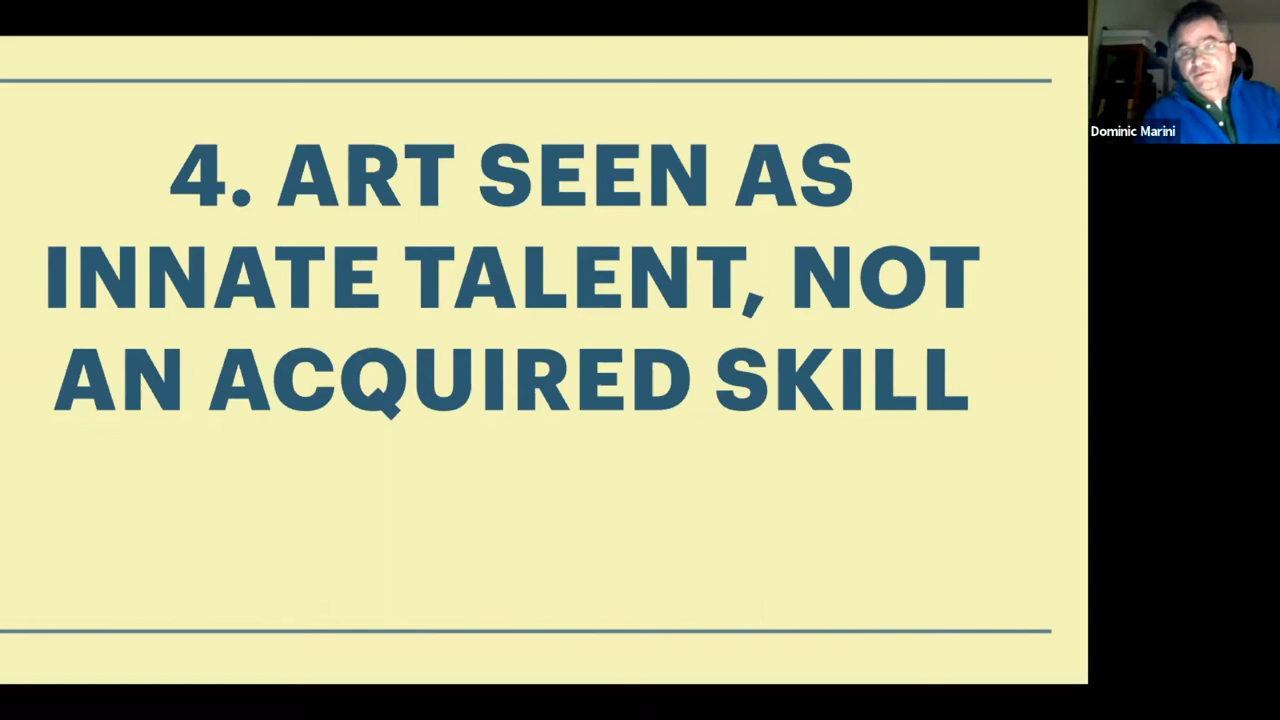 4. ART SEEN AS
INNATE TALENT, NOT
AN ACQUIRED SKILL
Dominic Marini